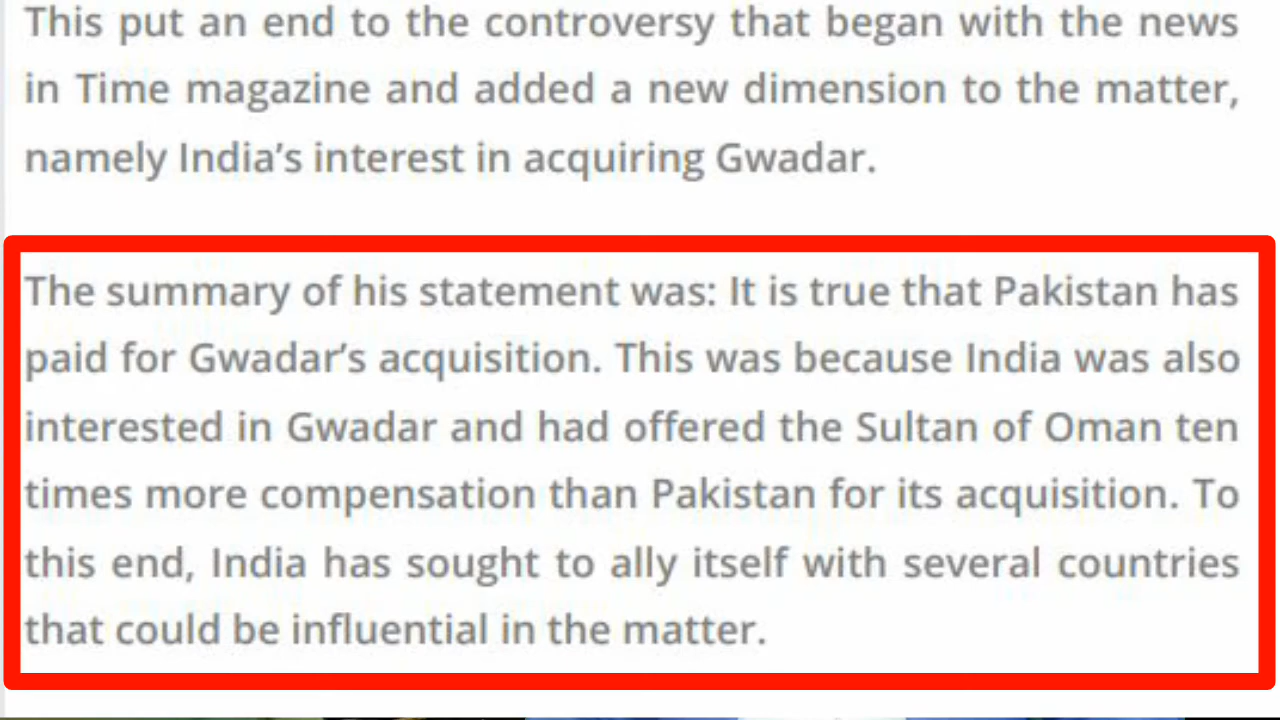 This put an end to the controversy that began with the news
in Time magazine and added a new dimension to the matter,
namely India’s interest in acquiring Gwadar.
The summary of his statement was: It is true that Pakistan has
paid for Gwadar’s acquisition. This was because India was also
interested in Gwadar and had offered the Sultan of Oman ten
times more compensation than Pakistan for its acquisition. To
this end, India has sought to ally itself with several countries
that could be influential in the matter.